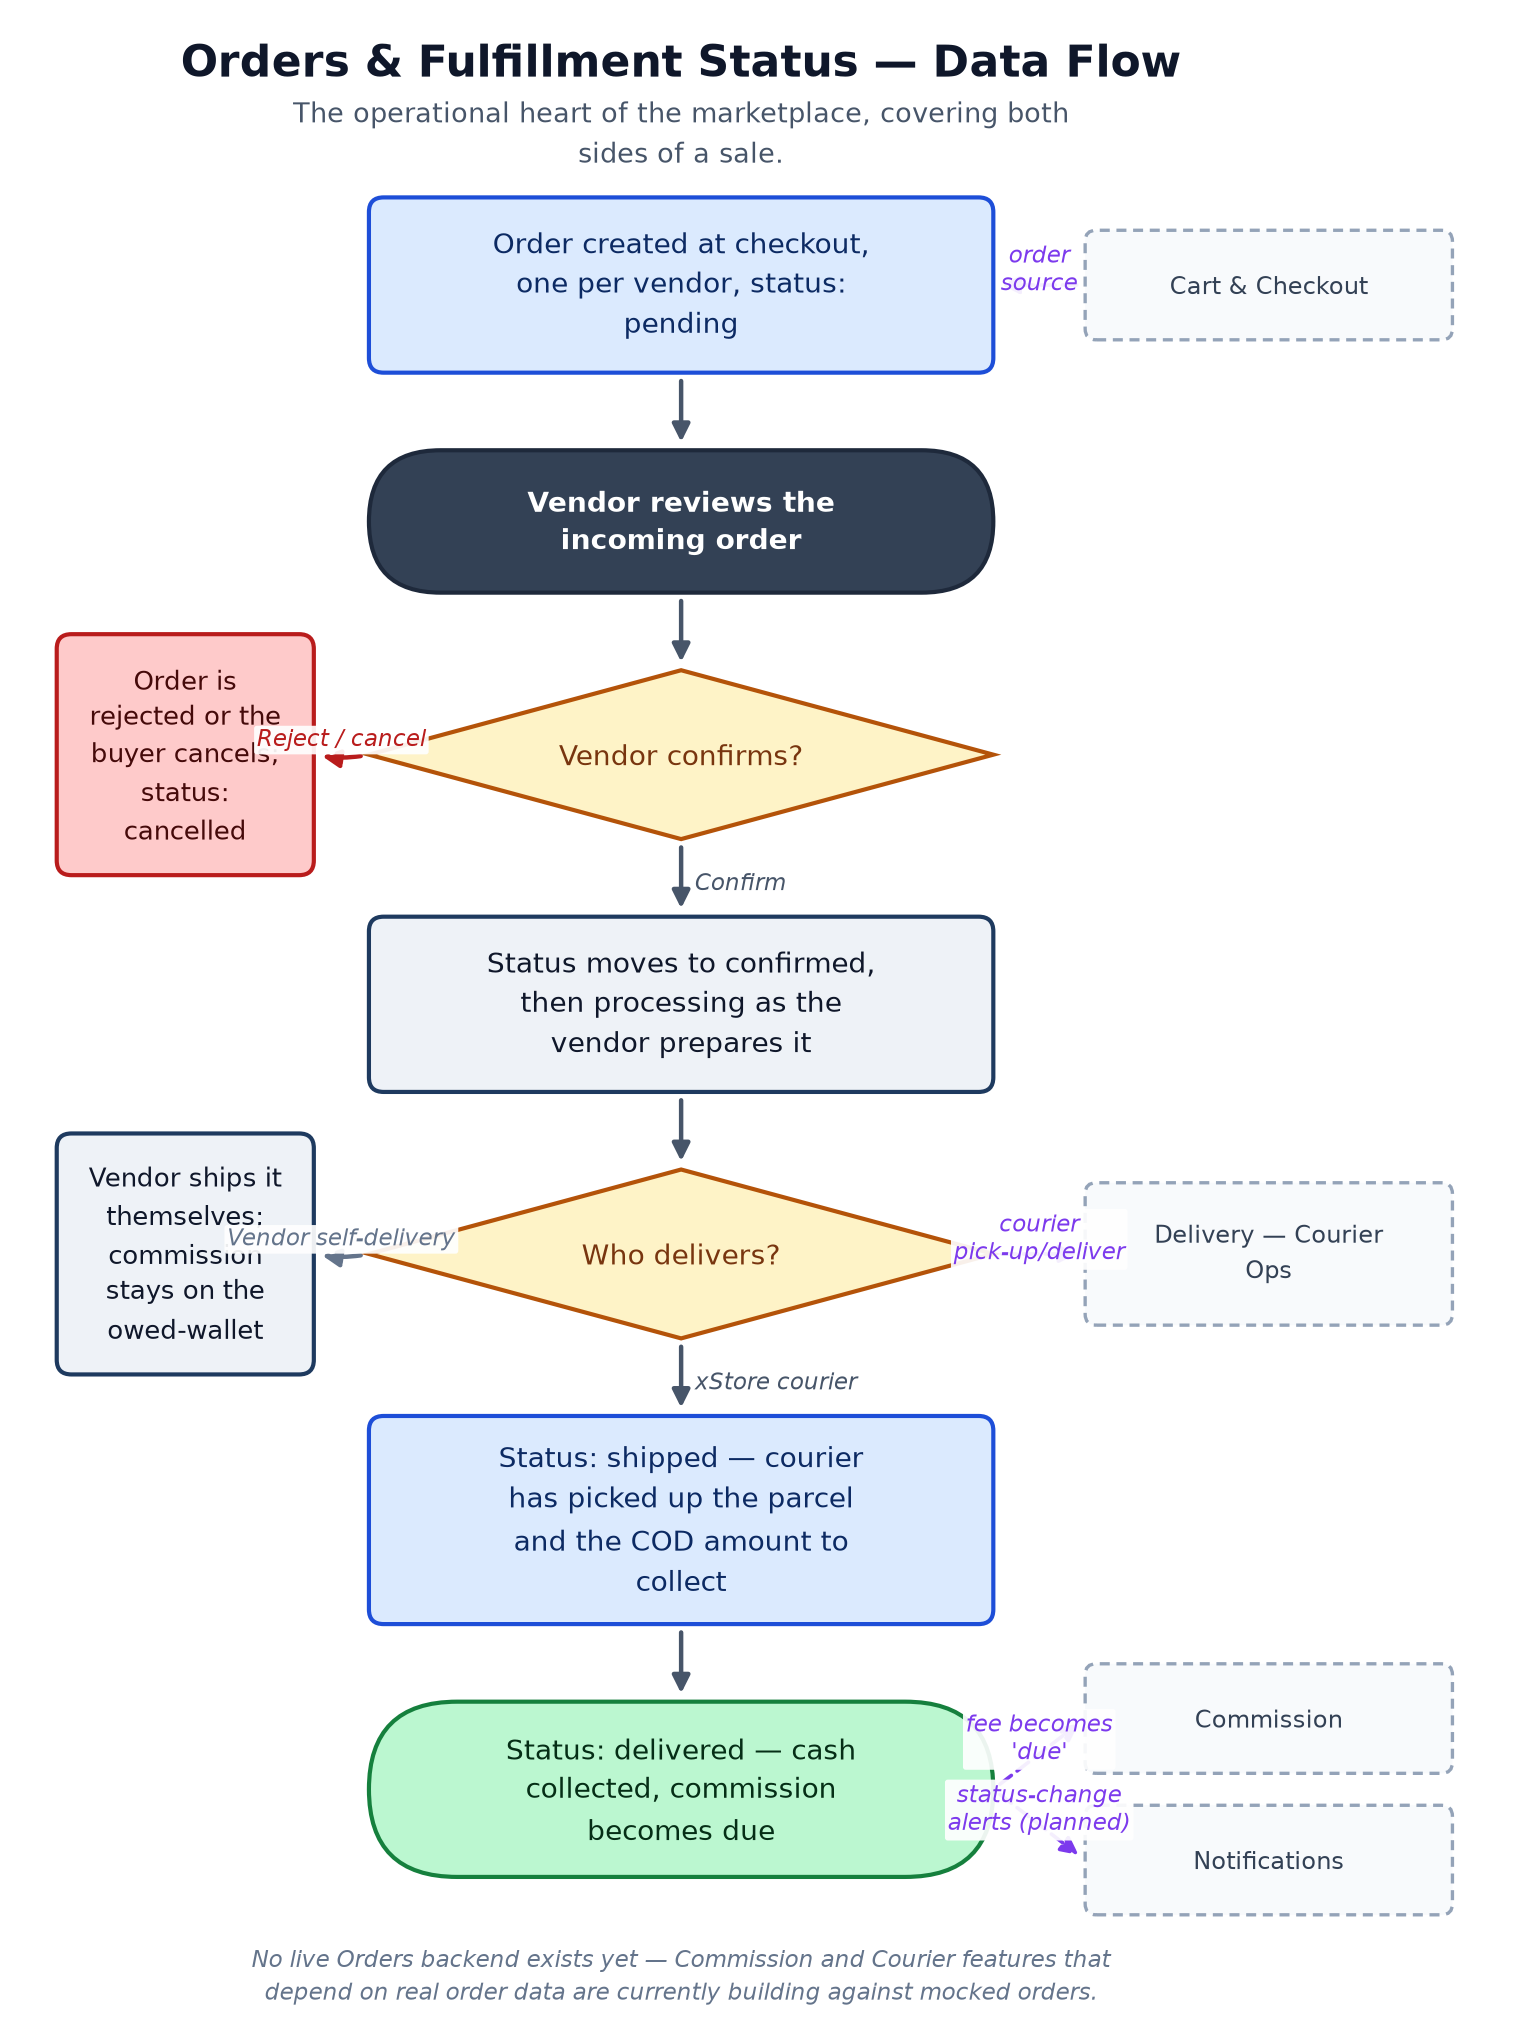 Orders & Fulfillment Status — Data Flow
The operational heart of the marketplace, covering both
sides of a sale.
Order created at checkout,
one per vendor, status:
pending
order
source
Cart & Checkout
Vendor reviews the
incoming order
Order is
rejected or the
buyer cancels,
status:
cancelled
Reject / cancel
Vendor confirms?
Confirm
Status moves to confirmed,
then processing as the
vendor prepares it
Vendor ships it
themselves:
commission
stays on the
owed-wallet
Vendor self-delivery
Who delivers?
courier
pick-up/deliver
Delivery — Courier
Ops
xStore courier
Status: shipped — courier
has picked up the parcel
and the COD amount to
collect
Status: delivered — cash
collected, commission
becomes due
fee becomes
'due'
Commission
status-change
alerts (planned)
Notifications
No live Orders backend exists yet — Commission and Courier features that
depend on real order data are currently building against mocked orders.